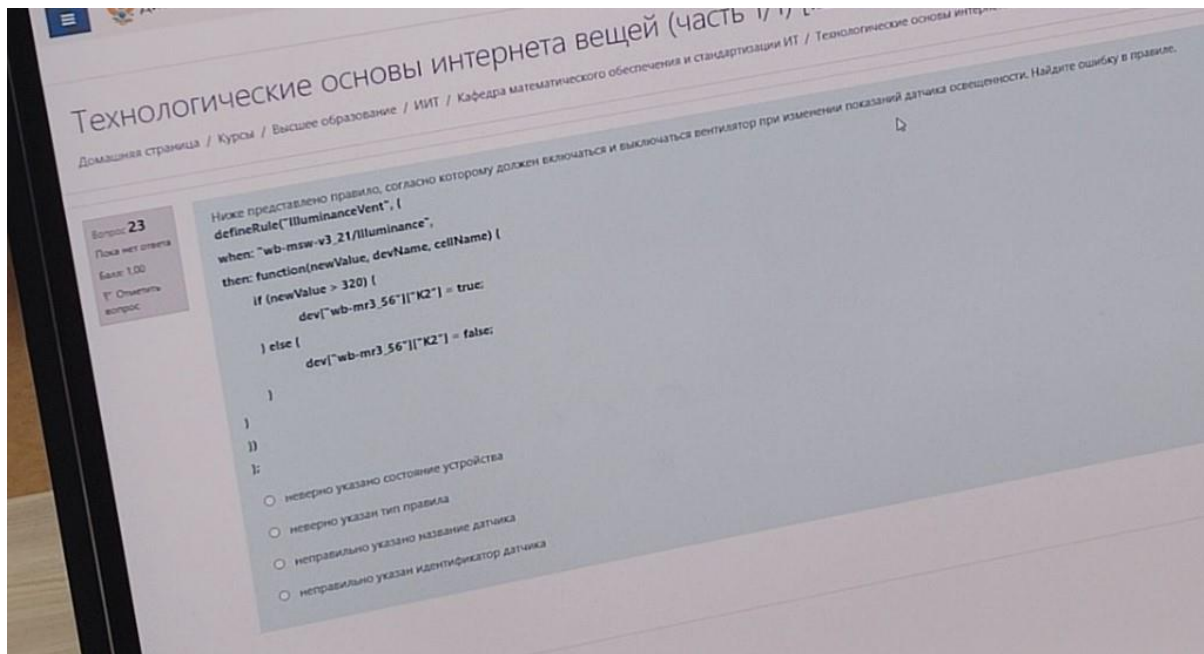 Технологические основы интернета вещей (часть 1/1)
Домашняя страница / Курсы / Высшее образование / ИИТ / Кафедра математического обеспечения и стандартизации ИТ / Технологические основы
Вопрос 23
Пока нет ответа
Балл: 1,00
Отметить
вопрос
Ниже представлено правило, согласно которому должен включаться и выключаться вентилятор при изменении показаний датчика освещенности. Найдите ошибку в правиле.
defineRule("IlluminanceVent", {
when: "wb-msw-v3_21/Illuminance",
then: function(newValue, devName, cellName) {
if (newValue > 320) {
dev["wb-mr3_56"]["K2"] = true;
} else {
dev["wb-mr3_56"]["K2"] = false;
}
}
})
};
неверно указано состояние устройства
неверно указан тип правила
неправильно указано название датчика
неправильно указан идентификатор датчика